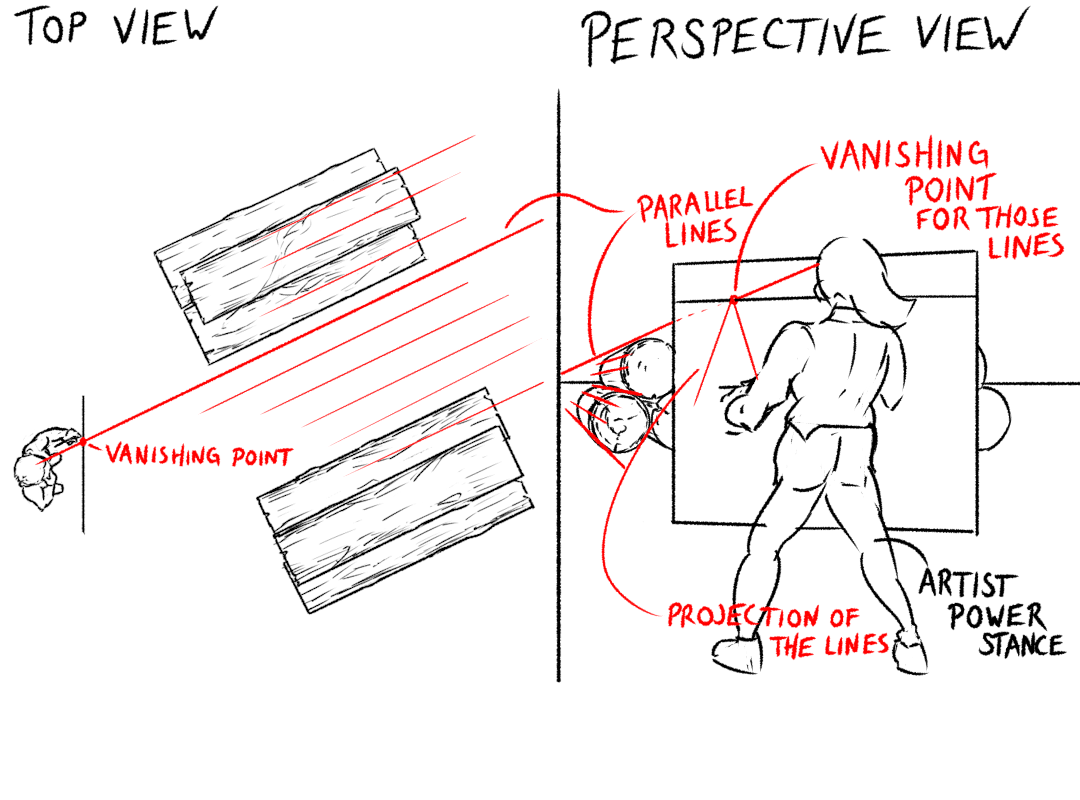 TOP VIEW
PERSPECTIVE VIEW
VANISHING
POINT
FOR THOSE
LINES
PARALLEL
LINES
VANISHING POINT
ARTIST
POWER
STANCE
PROJECTION OF
THE LINES